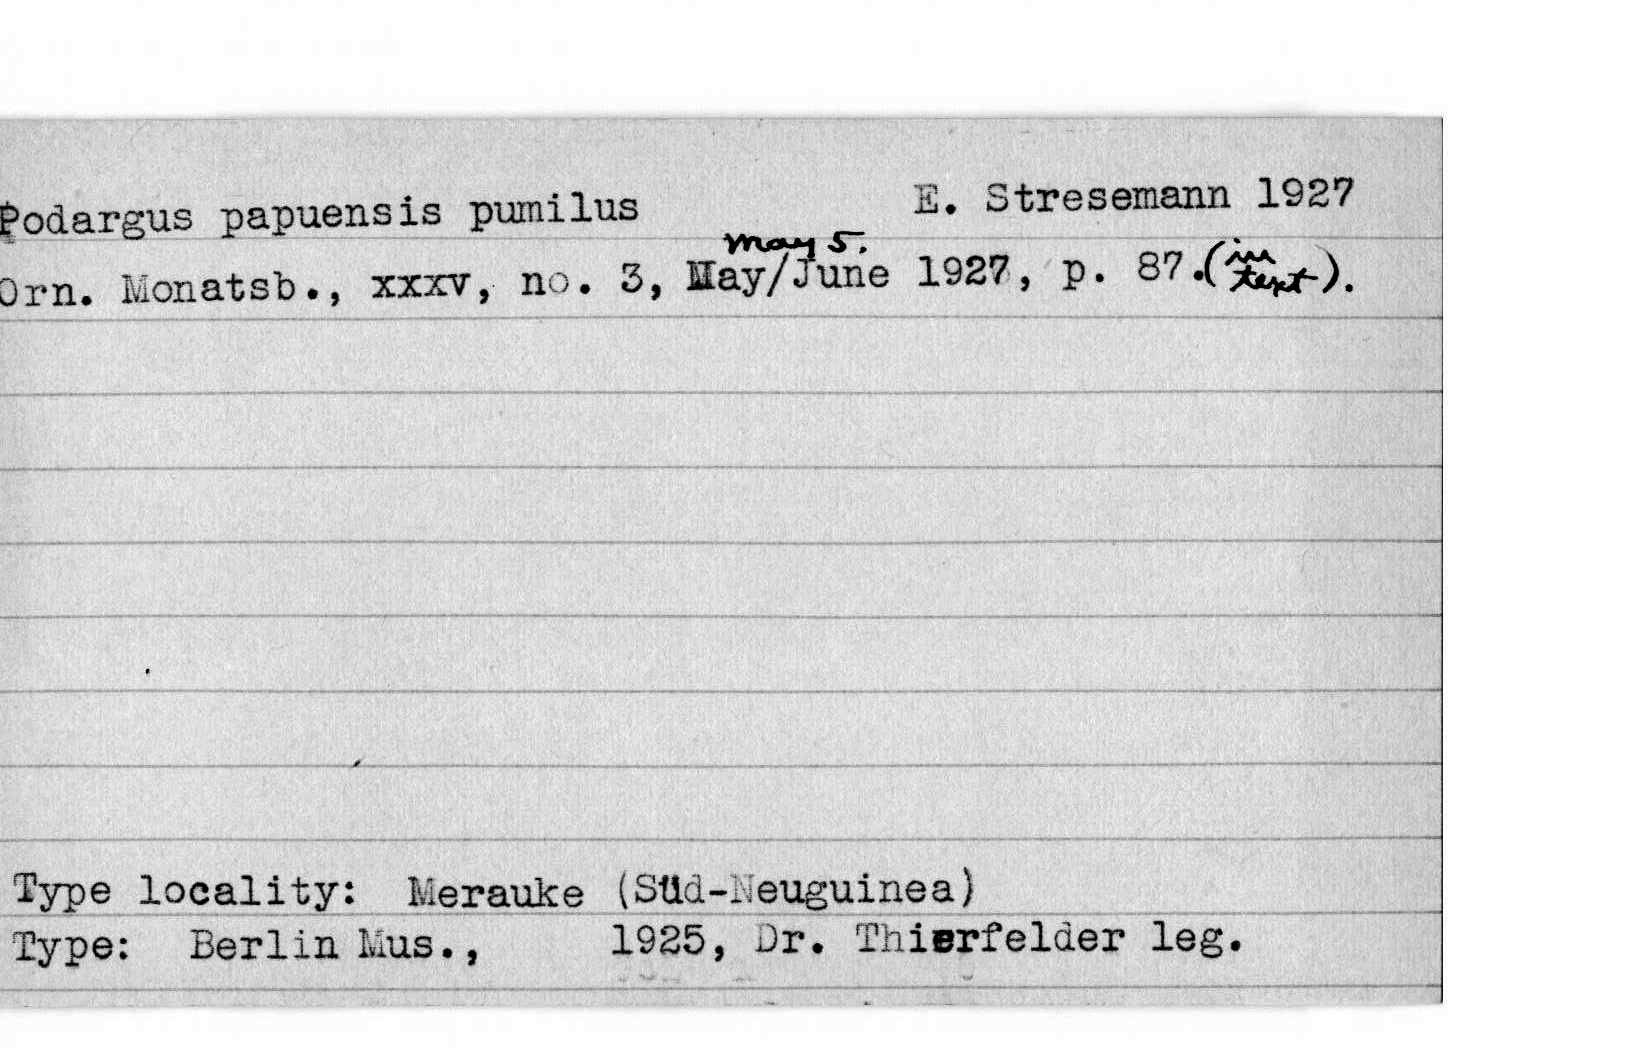 Podargus papuensis pumilus E. Stresemann 1927
May 5.
Orn. Monatsb., xxxv, no. 3, May/June 1927, p. 87.(in text).
Type locality: Merauke (Süd-Neuguinea)
Type: Berlin Mus., 1925, Dr. Thierfelder leg.